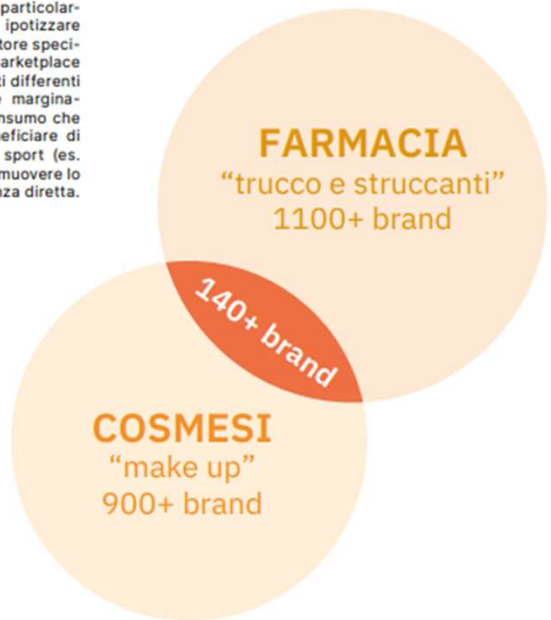 particolar-
ipotizzare
tore speci-
arketplace
ti differenti
margina-
nsumo che
eficiare di
sport (es.
muovere lo
za diretta.
FARMACIA
“trucco e struccanti”
1100+ brand
140+ brand
COSMESI
“make up”
900+ brand